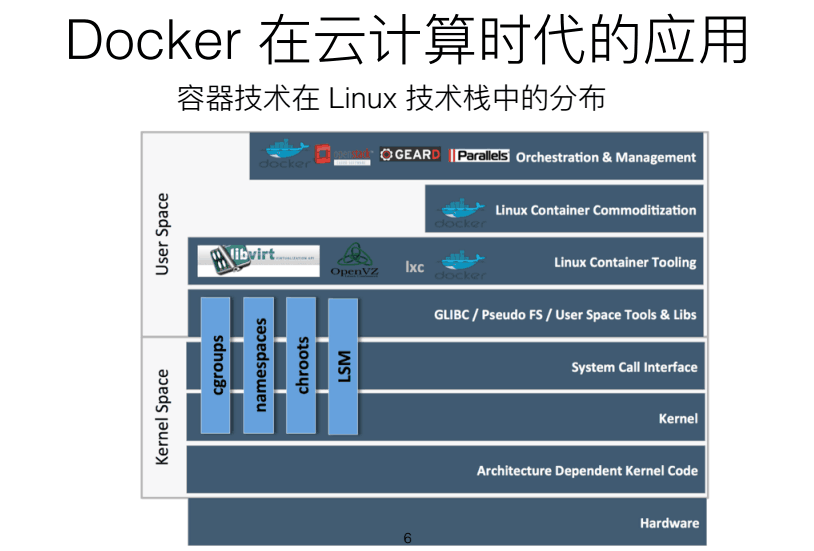 Docker 在云计算时代的应用
容器技术在 Linux 技术栈中的分布
User Space
docker
GEARD
Parallels
Orchestration & Management
docker
Linux Container Commoditization
libvirt
OpenVZ
lxc
docker
Linux Container Tooling
GLIBC / Pseudo FS / User Space Tools & Libs
cgroups
namespaces
chroots
LSM
Kernel Space
System Call Interface
Kernel
Architecture Dependent Kernel Code
Hardware
6